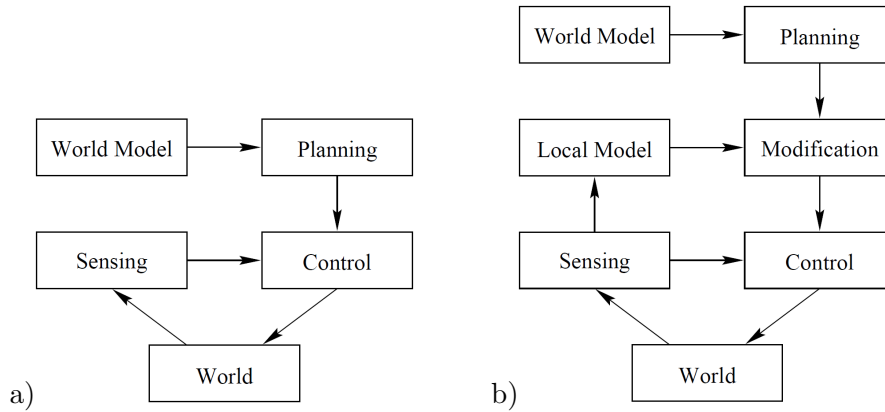 World Model Planning
Sensing Control
World
a)
World Model Planning
Local Model Modification
Sensing Control
World
b)